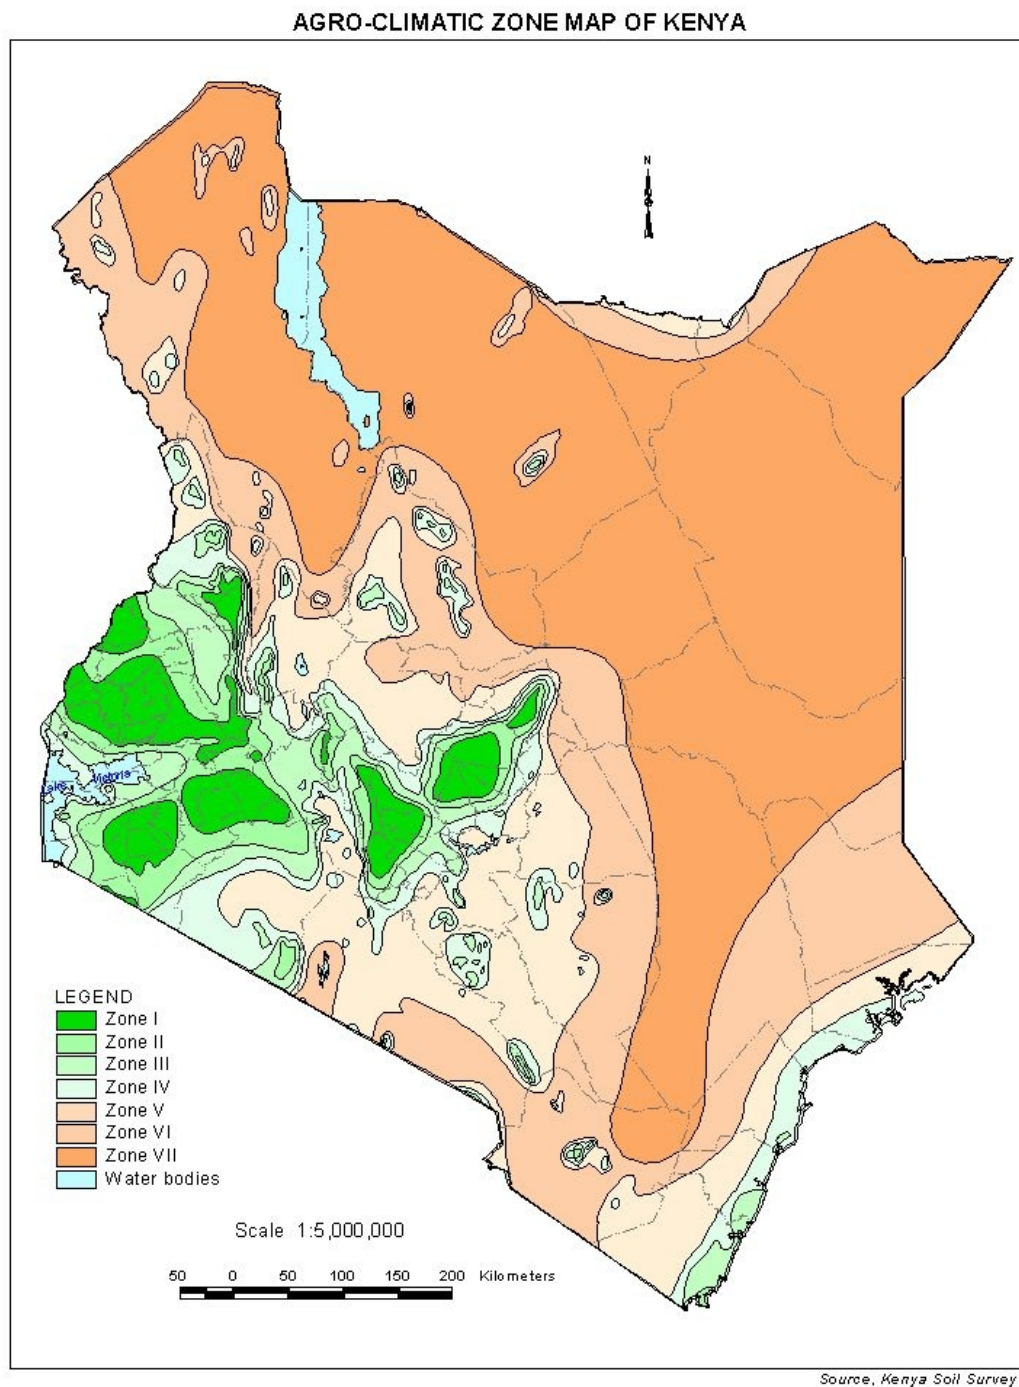 AGRO-CLIMATIC ZONE MAP OF KENYA
N
Lake Victoria
LEGEND
Zone I
Zone II
Zone III
Zone IV
Zone V
Zone VI
Zone VII
Water bodies
Scale 1:5,000,000
50 0 50 100 150 200 Kilometers
Source, Kenya Soil Survey